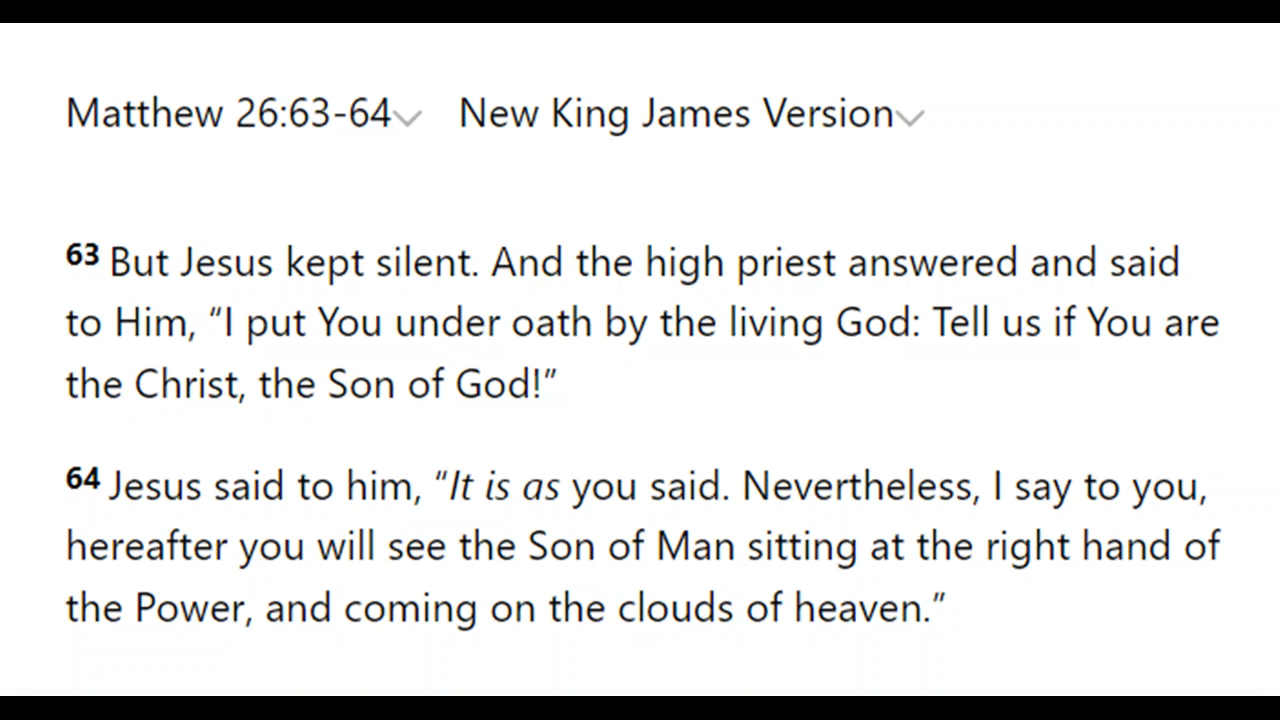 Matthew 26:63-64 New King James Version
63 But Jesus kept silent. And the high priest answered and said
to Him, “I put You under oath by the living God: Tell us if You are
the Christ, the Son of God!”
64 Jesus said to him, “It is as you said. Nevertheless, I say to you,
hereafter you will see the Son of Man sitting at the right hand of
the Power, and coming on the clouds of heaven.”